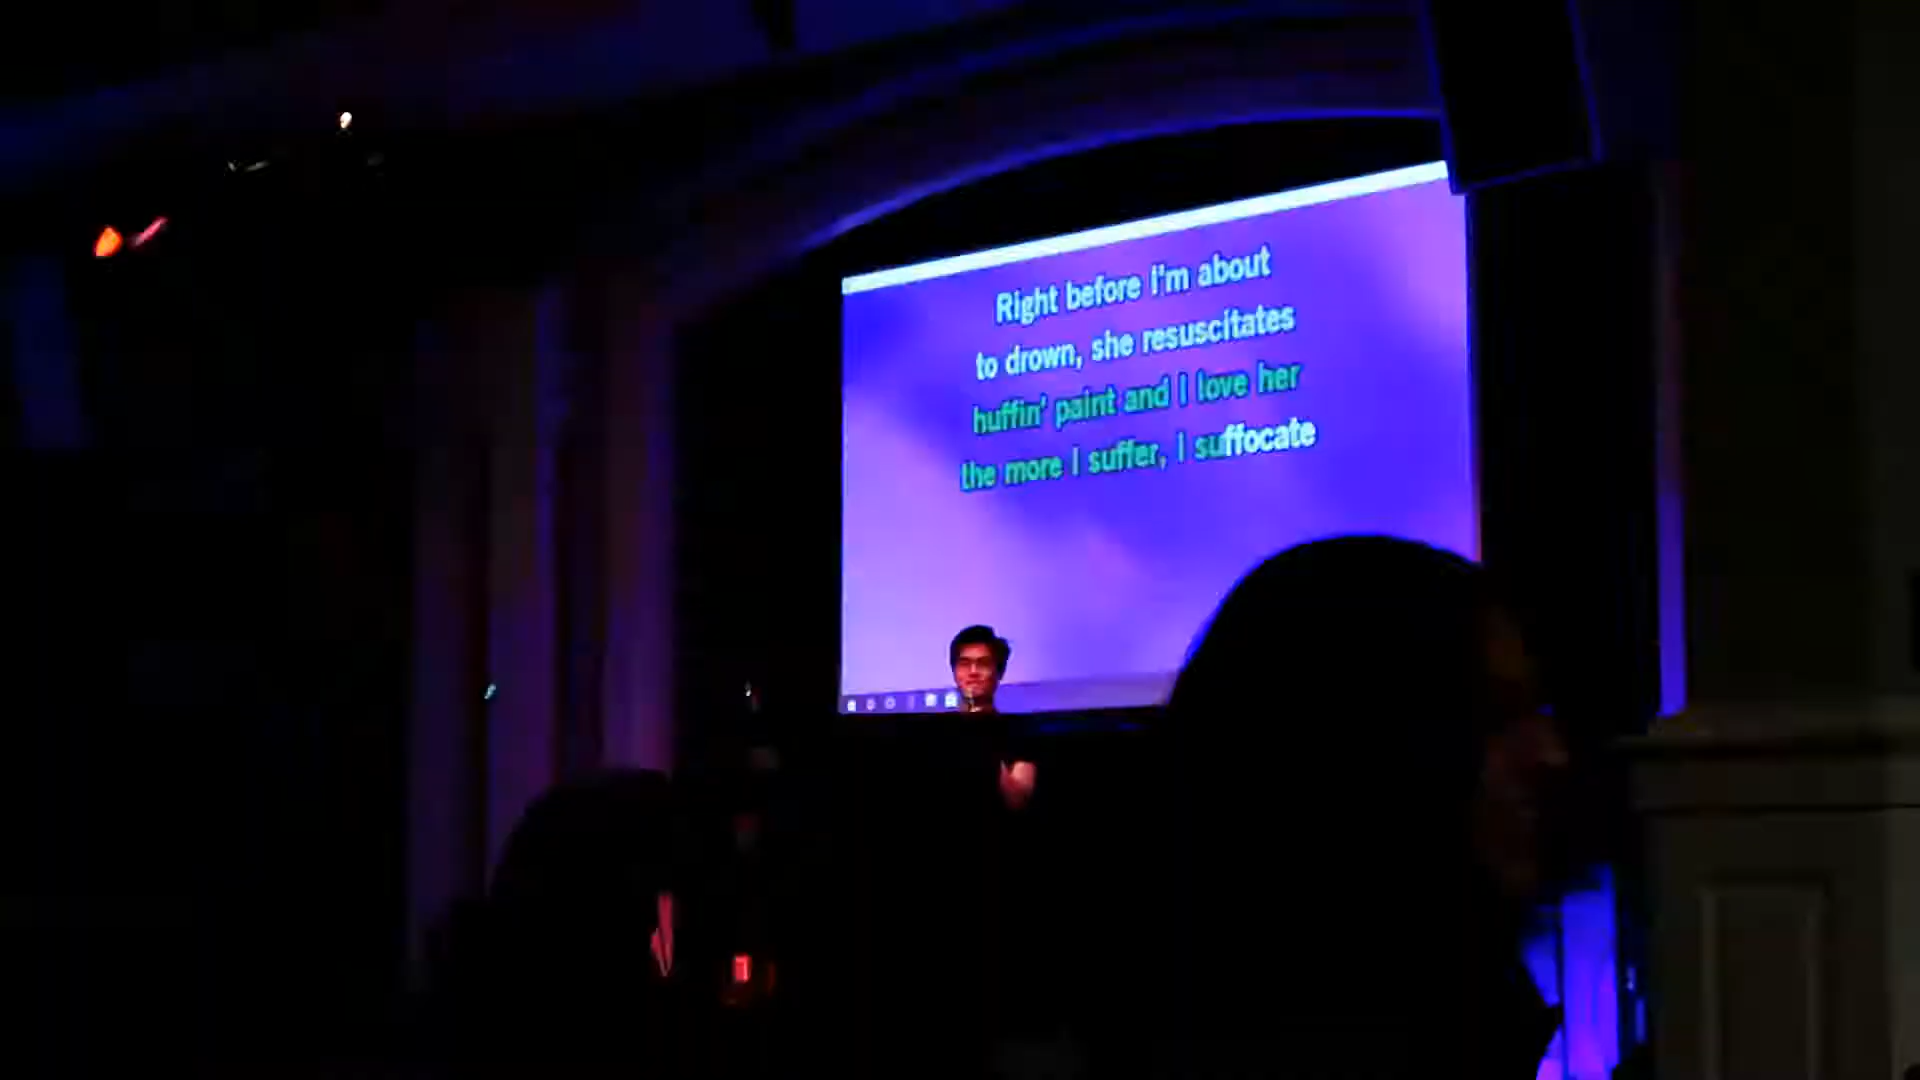 Right before i'm about
to drown, she resuscitates
huffin' paint and I love her
the more I suffer, I suffocate